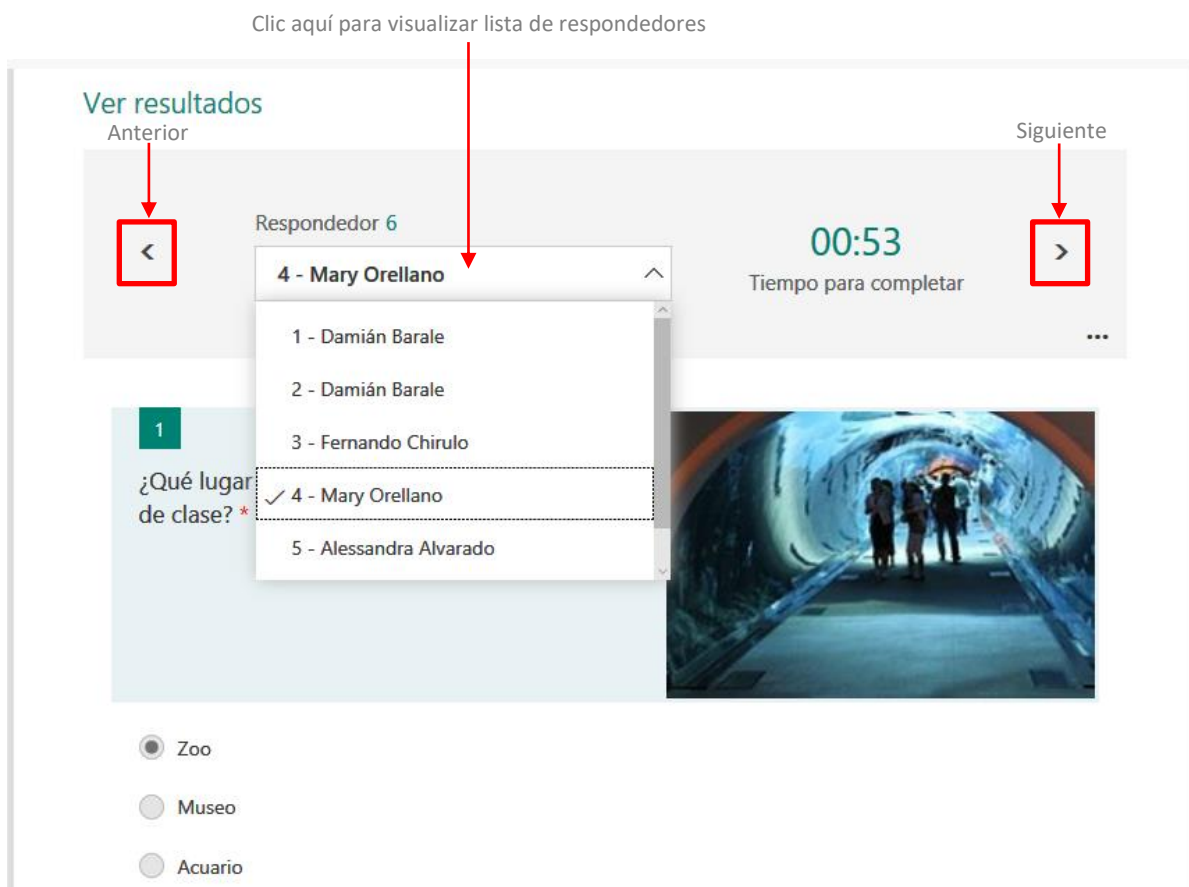 Clic aquí para visualizar lista de respondedores
Ver resultados
Anterior
Siguiente
Respondedor 6
4 - Mary Orellano
00:53
Tiempo para completar
1 - Damián Barale
2 - Damián Barale
3 - Fernando Chirulo
4 - Mary Orellano
5 - Alessandra Alvarado
1
¿Qué lugar
de clase? *
Zoo
Museo
Acuario